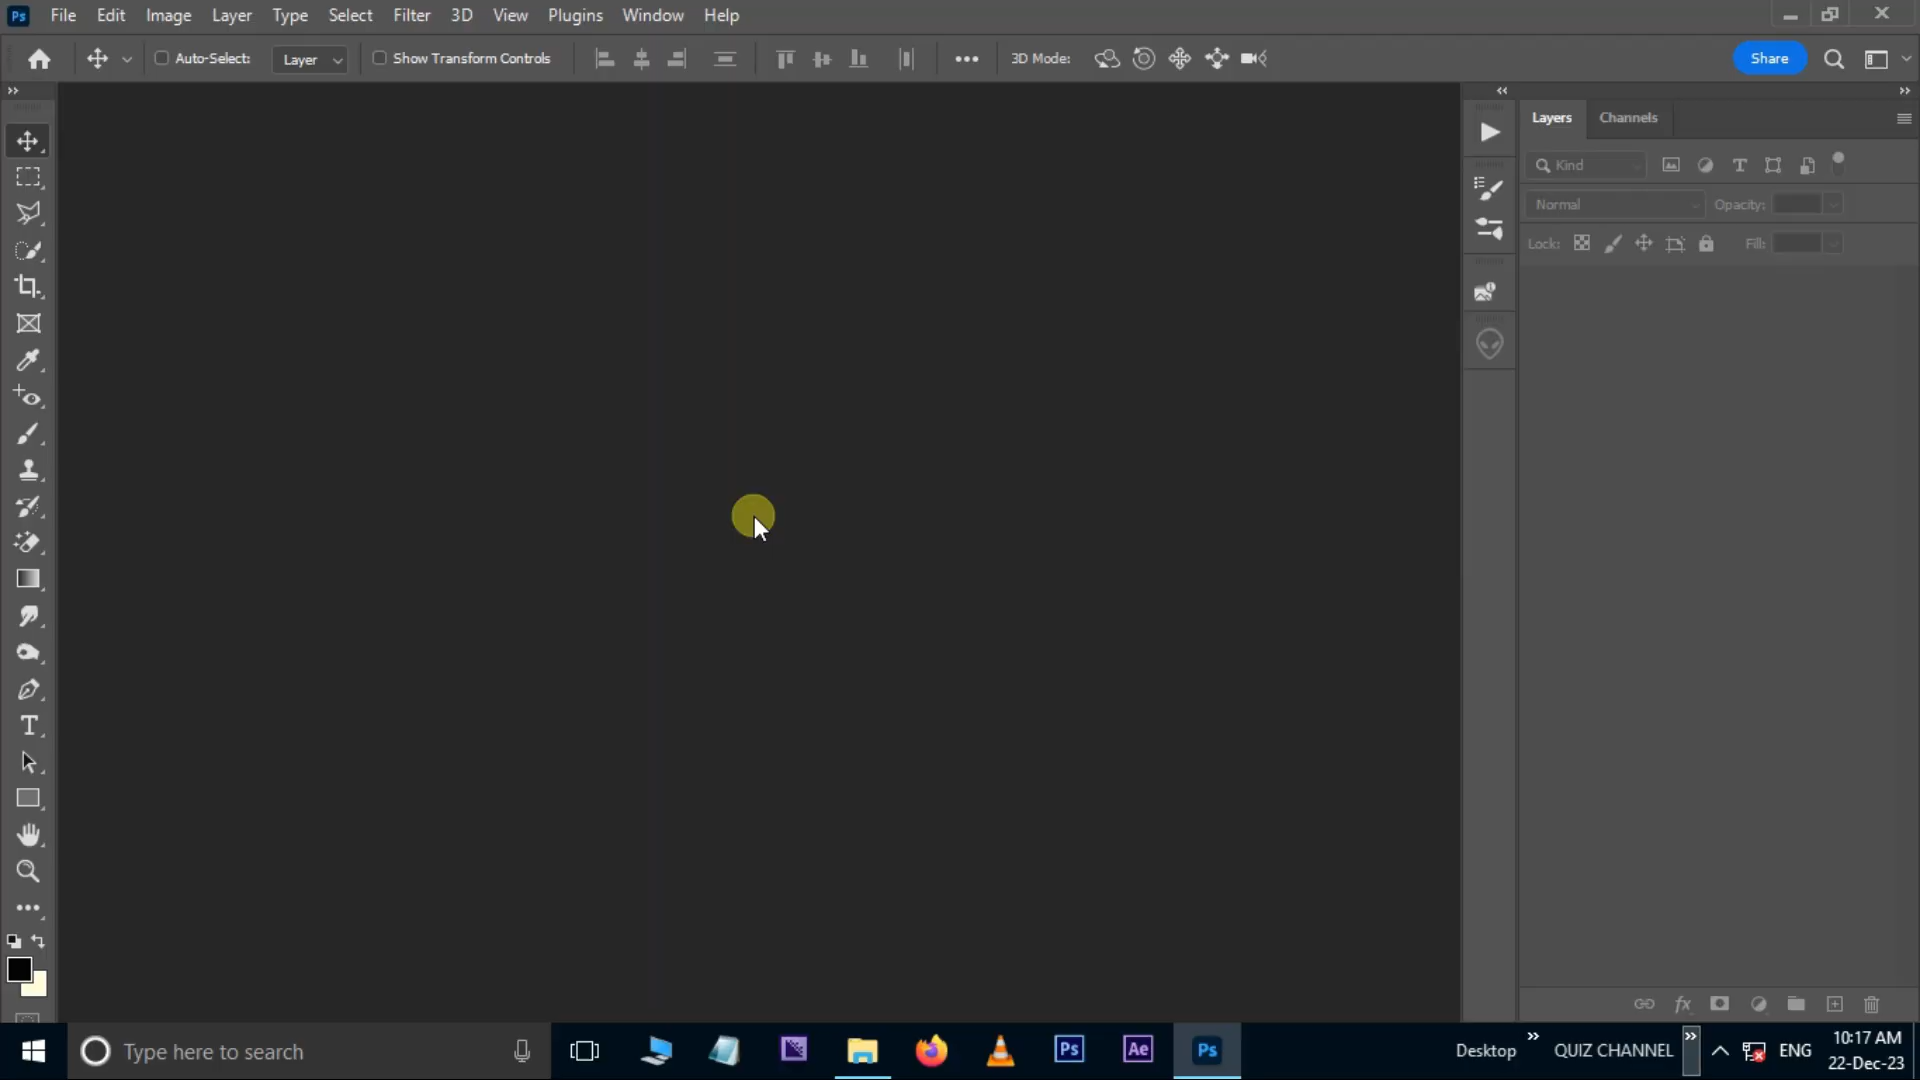 Ps File Edit Image Layer Type Select Filter 3D View Plugins Window Help
Auto-Select: Layer Show Transform Controls 3D Mode: Share
Layers Channels
Kind
Normal Opacity:
Lock: Fill:
Type here to search Ps Ae Ps Desktop QUIZ CHANNEL ENG 10:17 AM
22-Dec-23